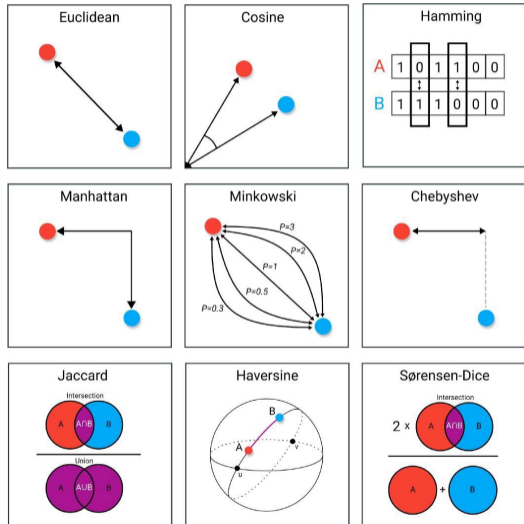 Euclidean
Cosine
Hamming
A 1 0 1 1 0 0
B 1 1 1 0 0 0
Manhattan
Minkowski
P=3
P=2
P=1
P=0.5
P=0.3
Chebyshev
Jaccard
Intersection
A A∩B B
Union
A A∪B B
Haversine
B
A
v
u
Sørensen-Dice
Intersection
2 x A A∩B B
A + B